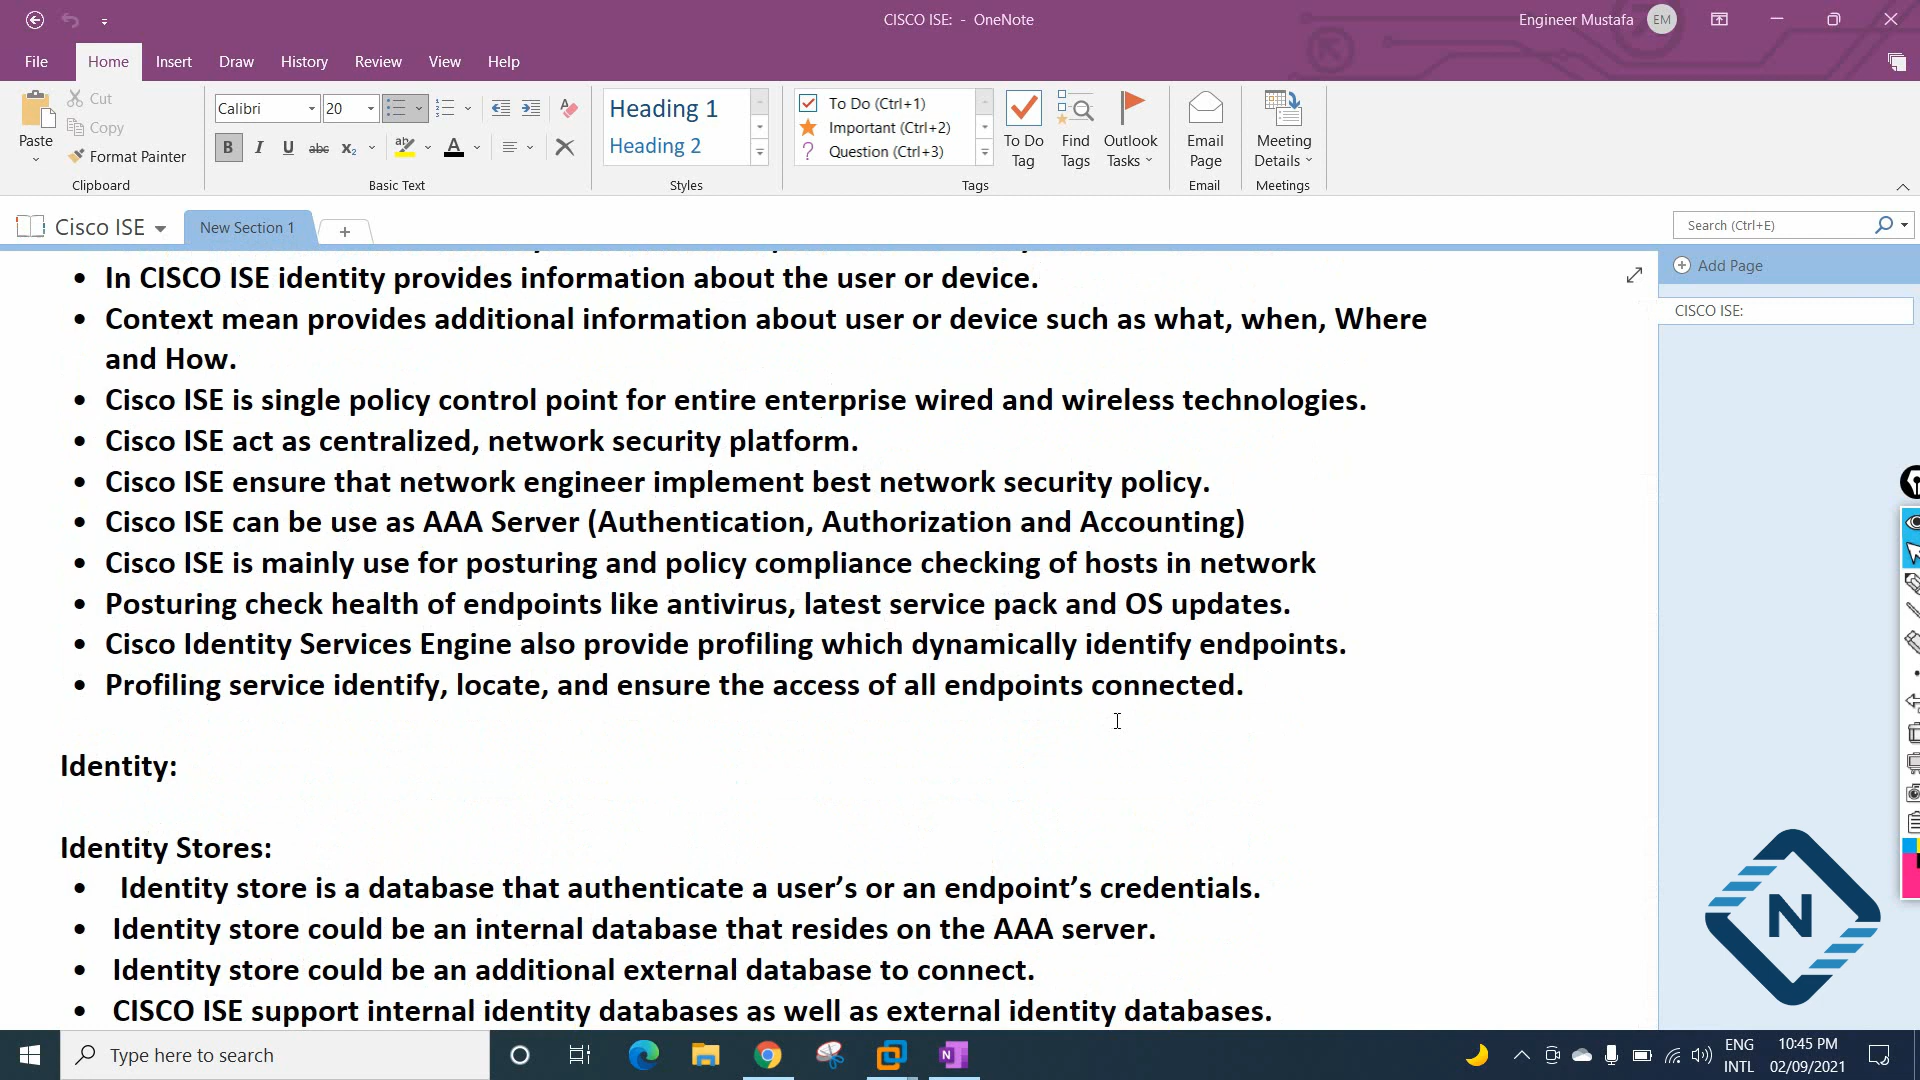 CISCO ISE: - OneNote
Engineer Mustafa EM
File Home Insert Draw History Review View Help
Paste
Cut
Copy
Format Painter
Clipboard
Calibri 20
B I U abc X₂ ab A
Basic Text
Heading 1
Heading 2
Styles
To Do (Ctrl+1)
Important (Ctrl+2)
? Question (Ctrl+3)
Tags
To Do Tag
Find Tags
Outlook Tasks
Email Page
Email
Meeting Details
Meetings
Cisco ISE New Section 1 +
Search (Ctrl+E)
Add Page
CISCO ISE:
• In CISCO ISE identity provides information about the user or device.
• Context mean provides additional information about user or device such as what, when, Where
and How.
• Cisco ISE is single policy control point for entire enterprise wired and wireless technologies.
• Cisco ISE act as centralized, network security platform.
• Cisco ISE ensure that network engineer implement best network security policy.
• Cisco ISE can be use as AAA Server (Authentication, Authorization and Accounting)
• Cisco ISE is mainly use for posturing and policy compliance checking of hosts in network
• Posturing check health of endpoints like antivirus, latest service pack and OS updates.
• Cisco Identity Services Engine also provide profiling which dynamically identify endpoints.
• Profiling service identify, locate, and ensure the access of all endpoints connected.
Identity:
Identity Stores:
• Identity store is a database that authenticate a user’s or an endpoint’s credentials.
• Identity store could be an internal database that resides on the AAA server.
• Identity store could be an additional external database to connect.
• CISCO ISE support internal identity databases as well as external identity databases.
N
Type here to search
N
ENG
INTL
10:45 PM
02/09/2021